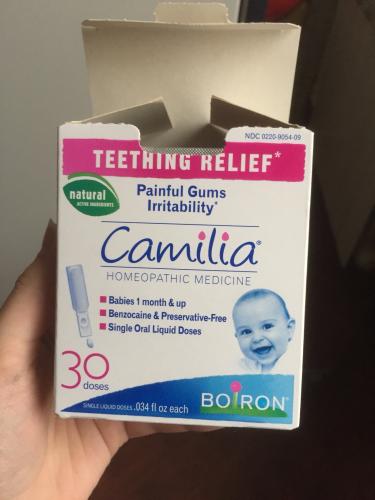 NDC 0220-9054-09
TEETHING RELIEF*
natural
ACTIVE INGREDIENTS
Painful Gums
Irritability*
Camilia®
HOMEOPATHIC MEDICINE
Babies 1 month & up
Benzocaine & Preservative-Free
Single Oral Liquid Doses
30
doses
SINGLE LIQUID DOSES .034 fl oz each
BOIRON